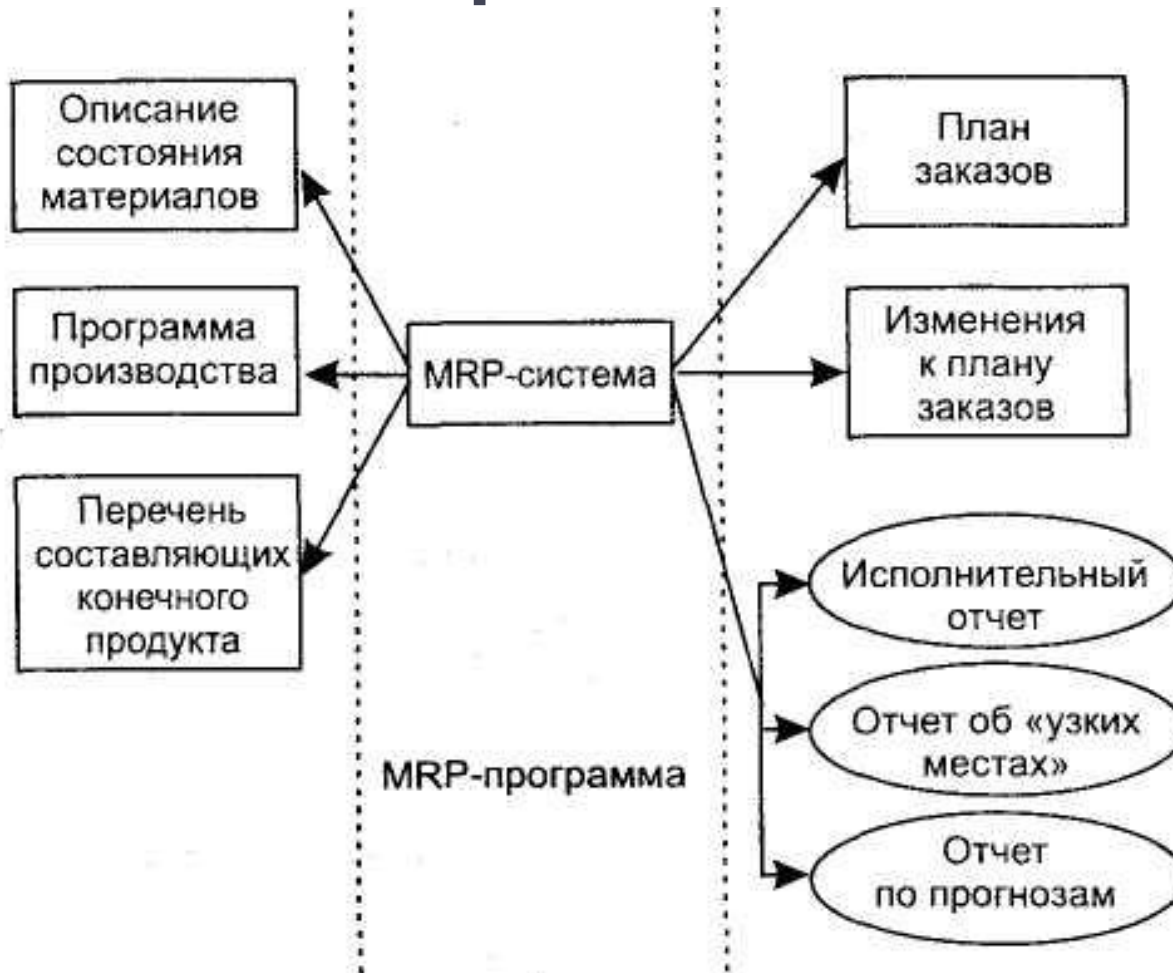 Описание
состояния
материалов
Программа
производства
Перечень
составляющих
конечного
продукта
MRP-система
MRP-программа
План
заказов
Изменения
к плану
заказов
Исполнительный
отчет
Отчет об «узких
местах»
Отчет
по прогнозам